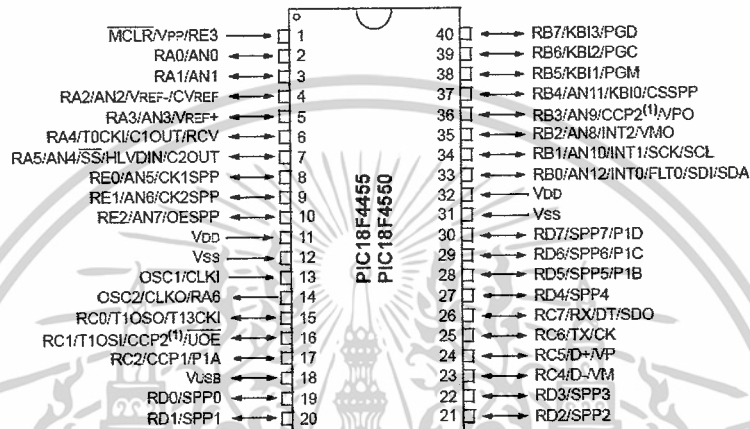 MCLR/VPP/RE3 1
RA0/AN0 2
RA1/AN1 3
RA2/AN2/VREF-/CVREF 4
RA3/AN3/VREF+ 5
RA4/T0CKI/C1OUT/RCV 6
RA5/AN4/SS/HLVDIN/C2OUT 7
RE0/AN5/CK1SPP 8
RE1/AN6/CK2SPP 9
RE2/AN7/OESPP 10
VDD 11
VSS 12
OSC1/CLKI 13
OSC2/CLKO/RA6 14
RC0/T1OSO/T13CKI 15
RC1/T1OSI/CCP2(1)/UOE 16
RC2/CCP1/P1A 17
VUSB 18
RD0/SPP0 19
RD1/SPP1 20
PIC18F4455
PIC18F4550
40 RB7/KBI3/PGD
39 RB6/KBI2/PGC
38 RB5/KBI1/PGM
37 RB4/AN11/KBI0/CSSPP
36 RB3/AN9/CCP2(1)/VPO
35 RB2/AN8/INT2/VMO
34 RB1/AN10/INT1/SCK/SCL
33 RB0/AN12/INT0/FLT0/SDI/SDA
32 VDD
31 VSS
30 RD7/SPP7/P1D
29 RD6/SPP6/P1C
28 RD5/SPP5/P1B
27 RD4/SPP4
26 RC7/RX/DT/SDO
25 RC6/TX/CK
24 RC5/D+/VP
23 RC4/D-/VM
22 RD3/SPP3
21 RD2/SPP2